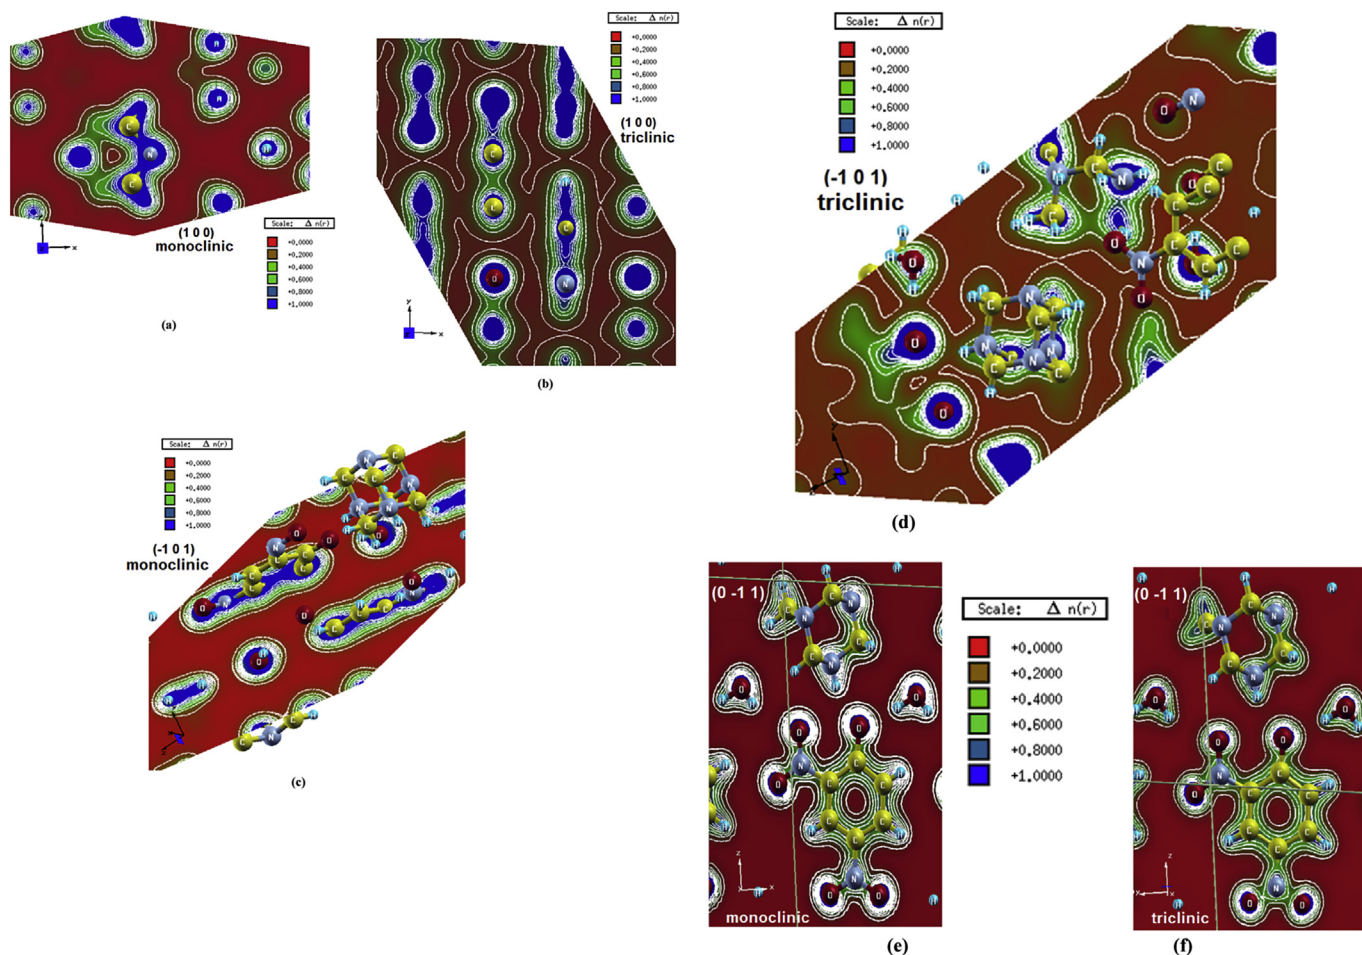 Scale: Δ n(r)
+0.0000
+0.2000
+0.4000
+0.6000
+0.8000
+1.0000
(1 0 0)
monoclinic
(a)
Scale: Δ n(r)
+0.0000
+0.2000
+0.4000
+0.6000
+0.8000
+1.0000
(1 0 0)
triclinic
(b)
Scale: Δ n(r)
+0.0000
+0.2000
+0.4000
+0.6000
+0.8000
+1.0000
(-1 0 1)
monoclinic
(c)
Scale: Δ n(r)
+0.0000
+0.2000
+0.4000
+0.6000
+0.8000
+1.0000
(-1 0 1)
triclinic
(d)
(0 -1 1)
monoclinic
(e)
Scale: Δ n(r)
+0.0000
+0.2000
+0.4000
+0.6000
+0.8000
+1.0000
(0 -1 1)
triclinic
(f)